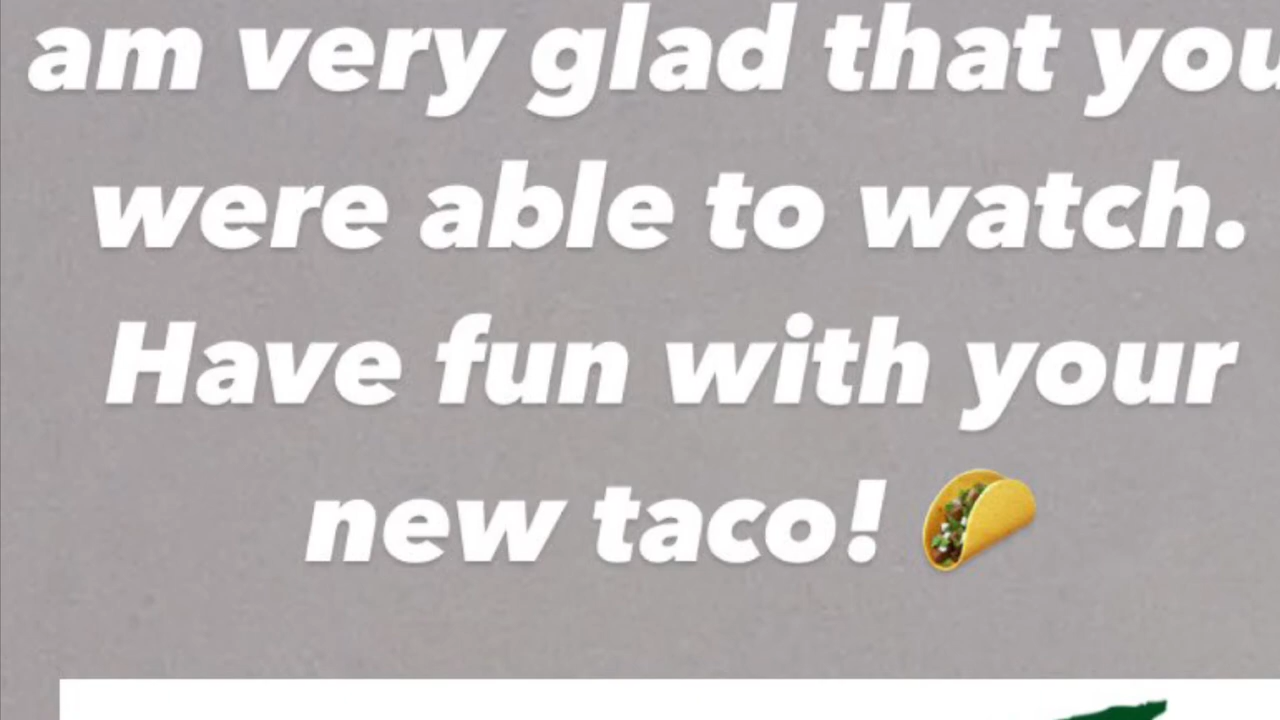 am very glad that you
were able to watch.
Have fun with your
new taco! 🌮